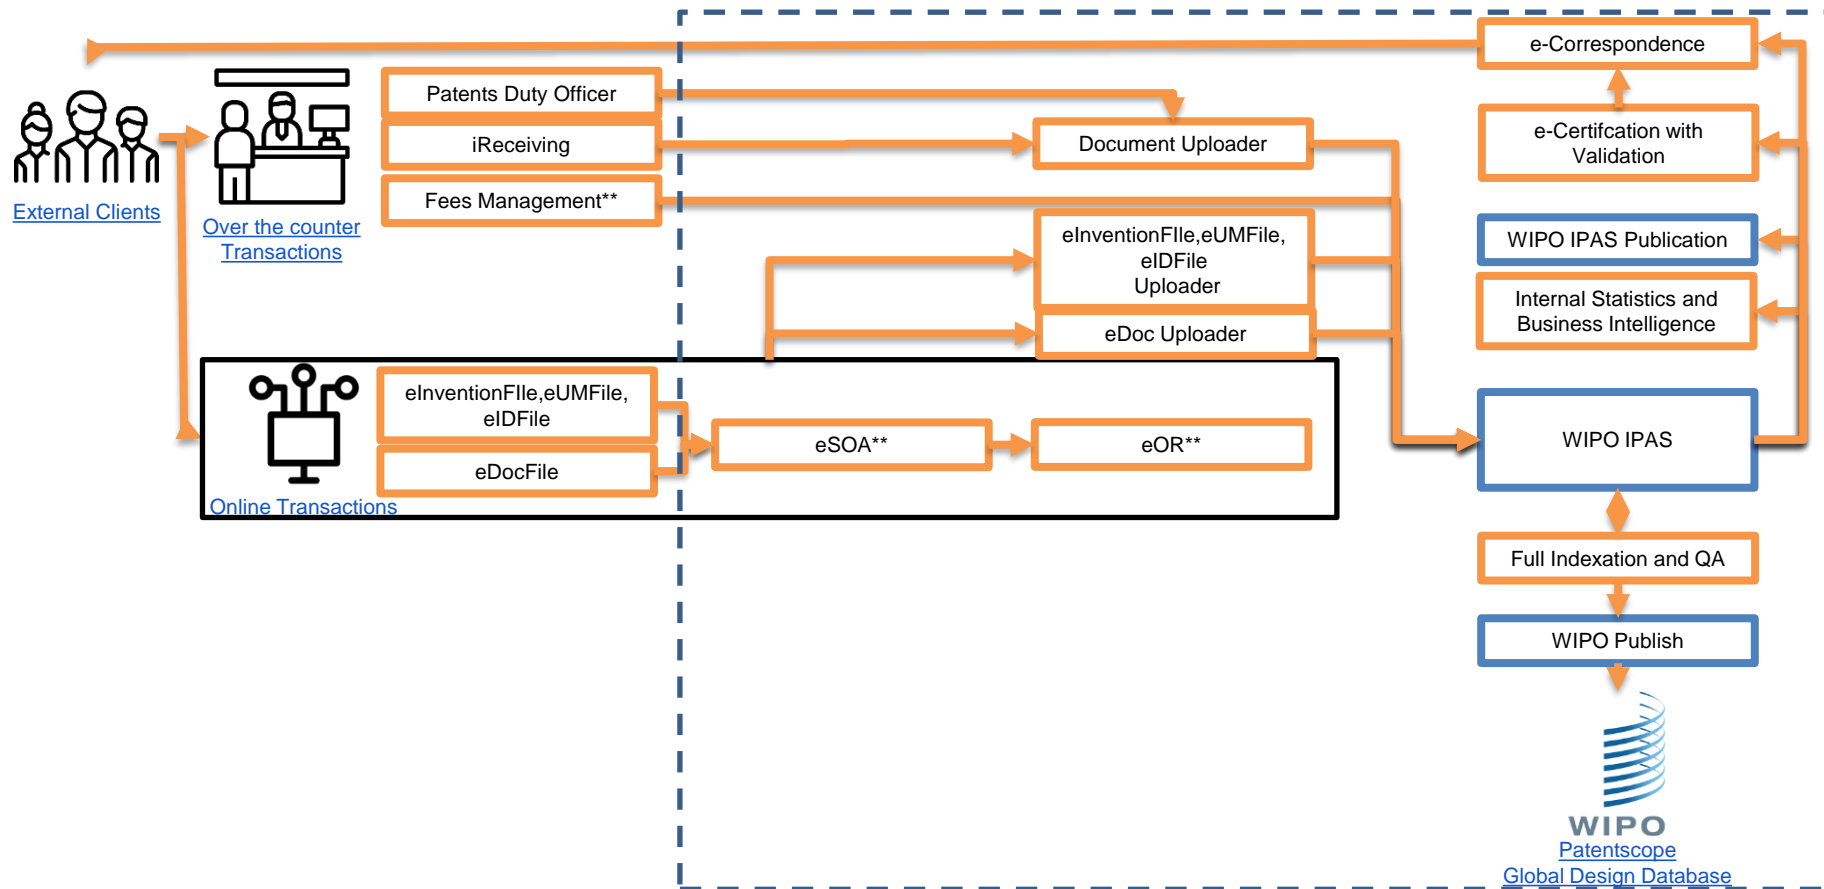 e-Correspondence
Patents Duty Officer
iReceiving
Fees Management**
Document Uploader
e-Certifcation with
Validation
External Clients
Over the counter
Transactions
eInventionFIle,eUMFile,
eIDFile
Uploader
eDoc Uploader
WIPO IPAS Publication
Internal Statistics and
Business Intelligence
eInventionFIle,eUMFile,
eIDFile
eDocFile
Online Transactions
eSOA**
eOR**
WIPO IPAS
Full Indexation and QA
WIPO Publish
WIPO
Patentscope
Global Design Database